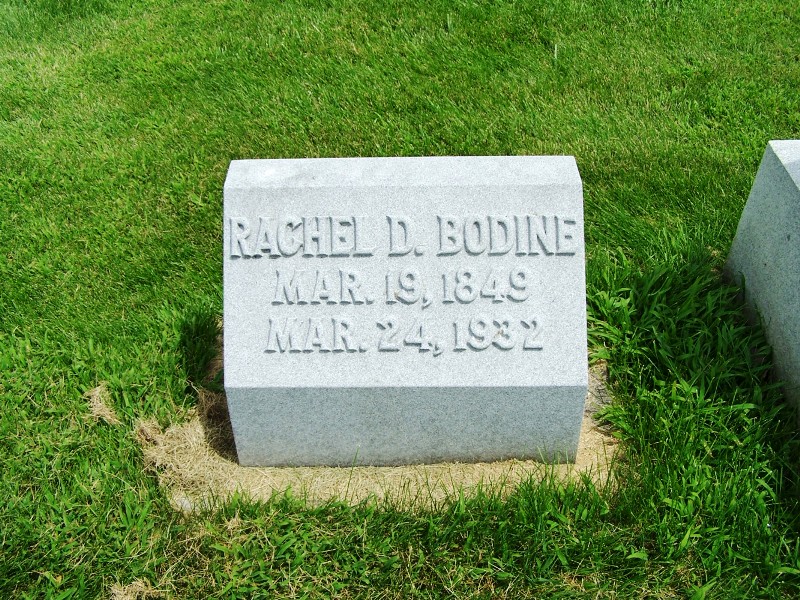 RACHEL D. BODINE
MAR. 19, 1849
MAR. 24, 1932